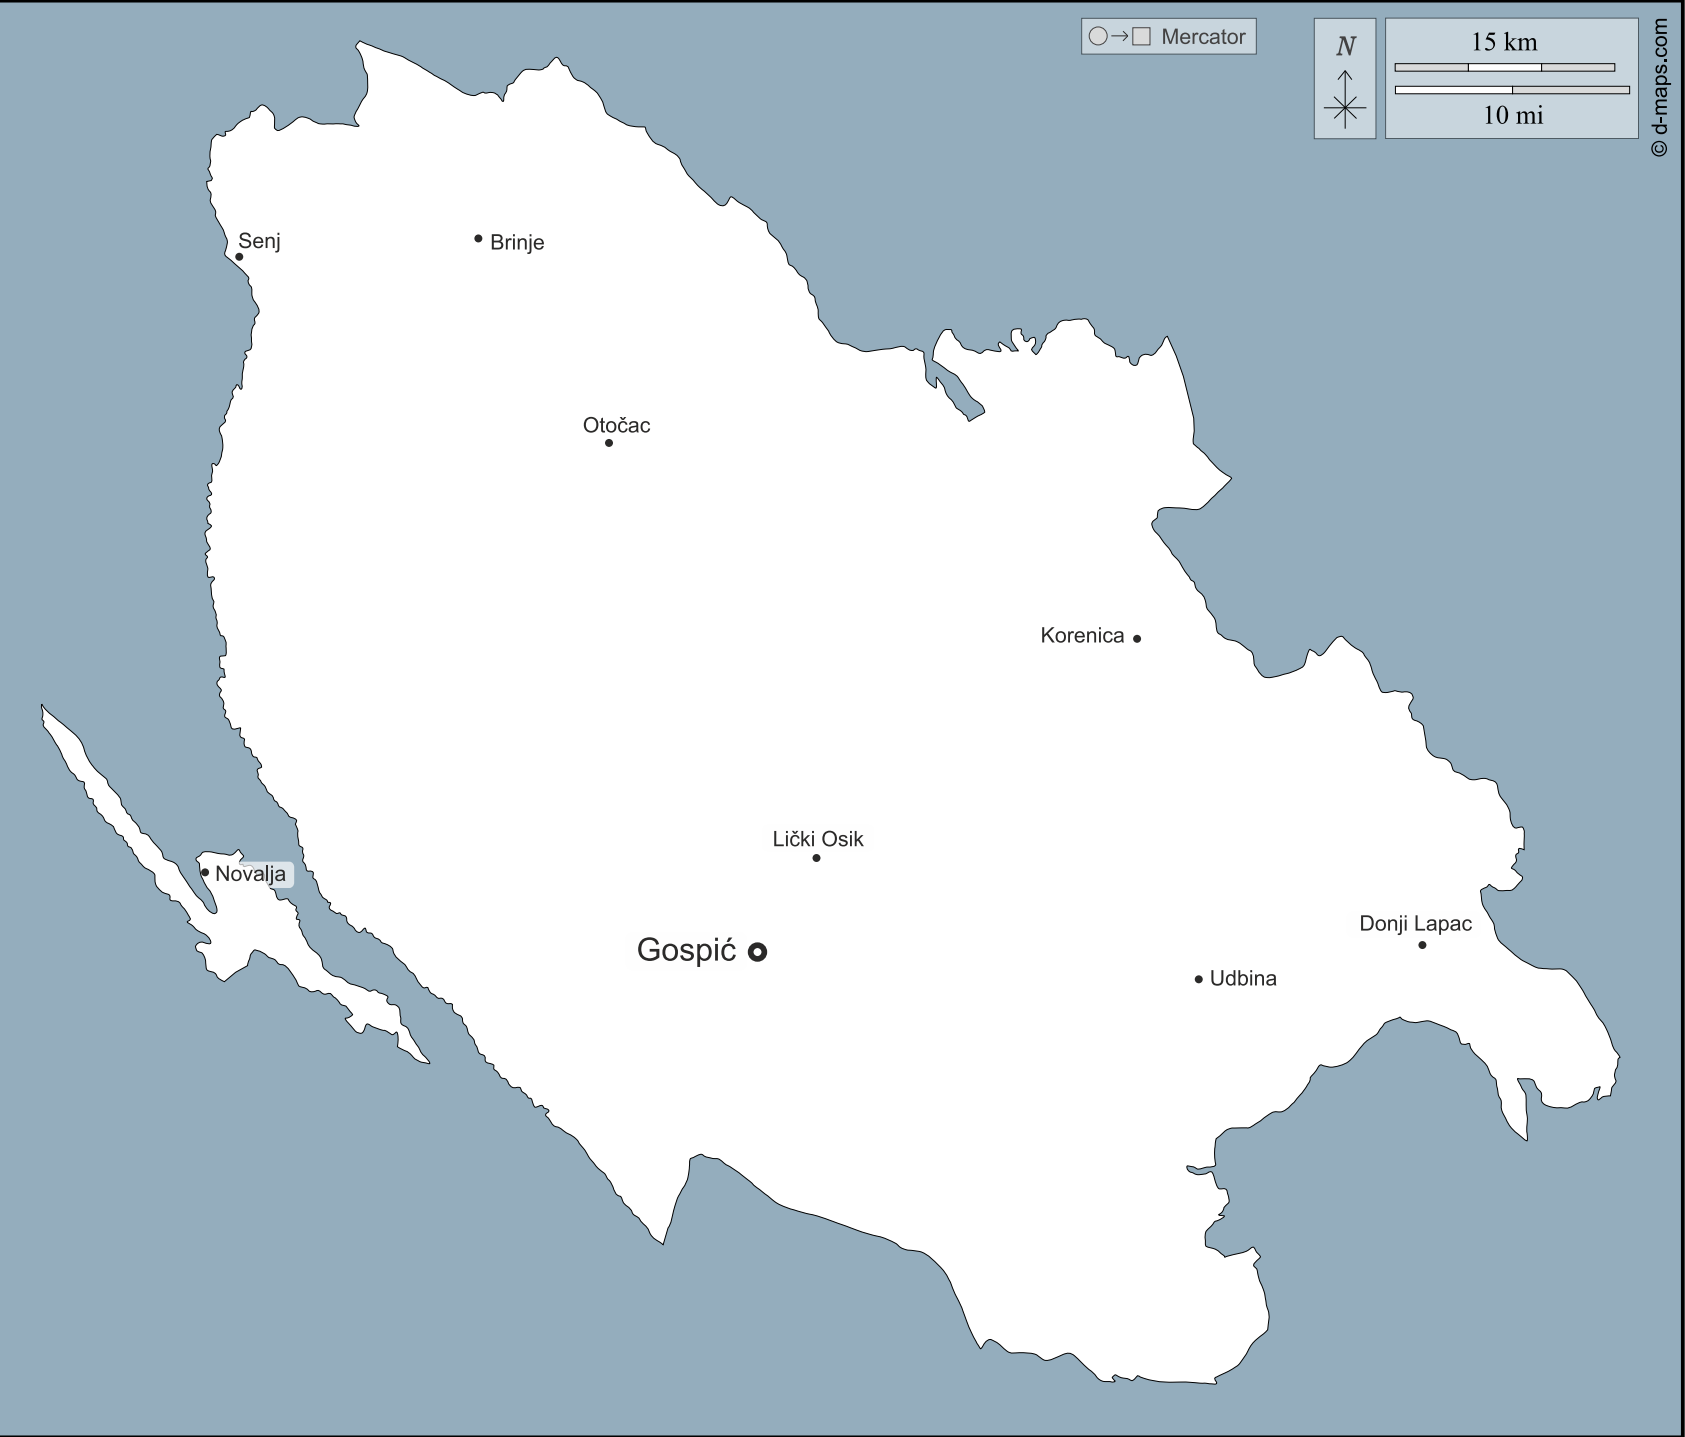 Mercator
N
15 km
10 mi
© d-maps.com
Senj
Brinje
Otočac
Korenica
Lički Osik
Novalja
Gospić
Donji Lapac
Udbina